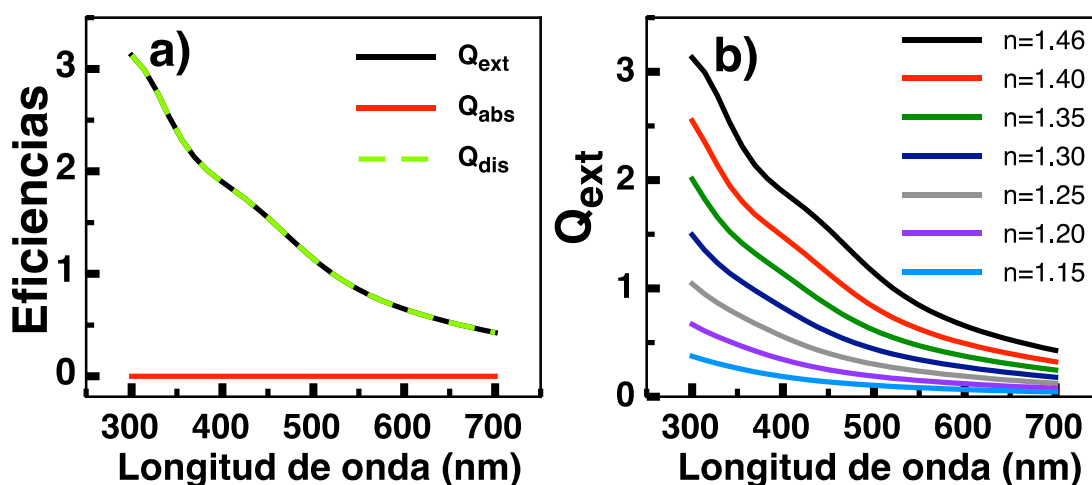 a)
Q_ext
Q_abs
Q_dis
Eficiencias
3
2
1
0
300 400 500 600 700
Longitud de onda (nm)
b)
n=1.46
n=1.40
n=1.35
n=1.30
n=1.25
n=1.20
n=1.15
Q_ext
3
2
1
0
300 400 500 600 700
Longitud de onda (nm)